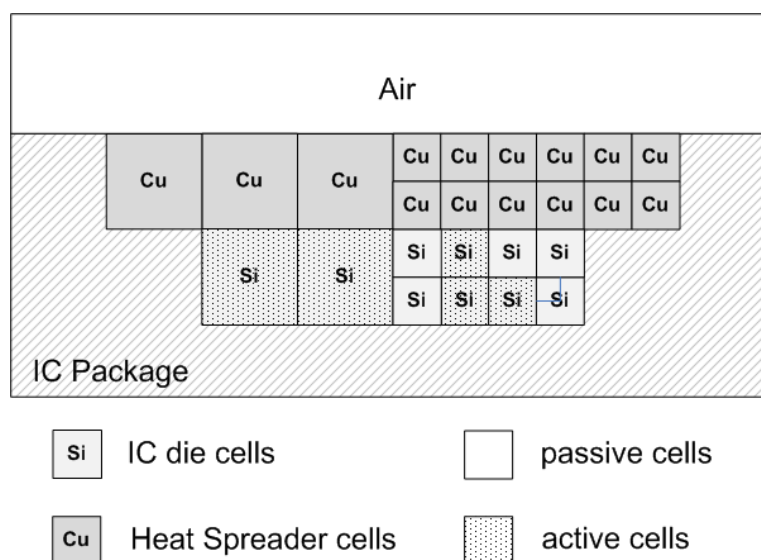 Air
Cu Cu Cu Cu Cu Cu Cu Cu Cu
Cu Cu Cu Cu Cu Cu
Si Si Si Si Si Si
Si Si Si Si
IC Package
Si IC die cells passive cells
Cu Heat Spreader cells active cells